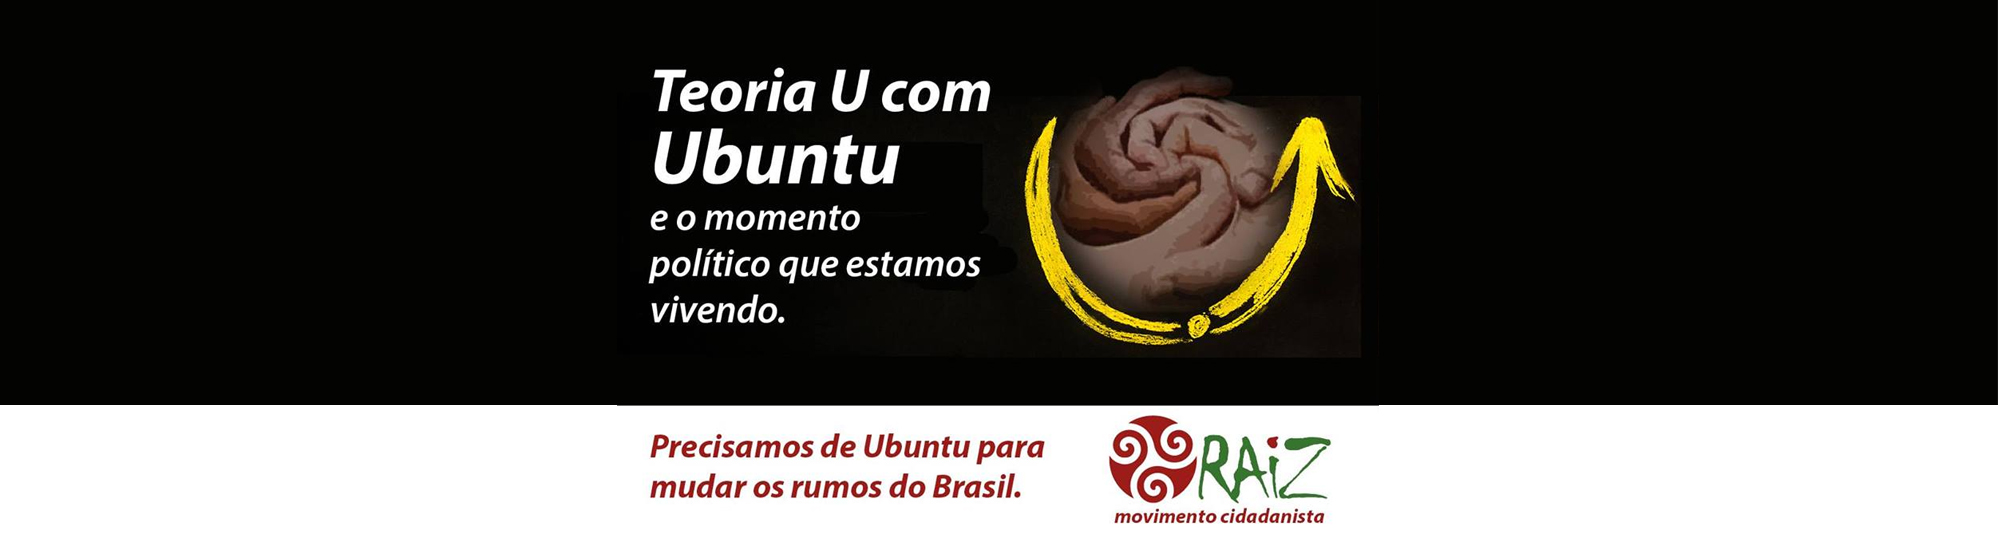 Teoria U com
Ubuntu
e o momento
político que estamos
vivendo.
Precisamos de Ubuntu para
mudar os rumos do Brasil.
RAiZ
movimento cidadanista